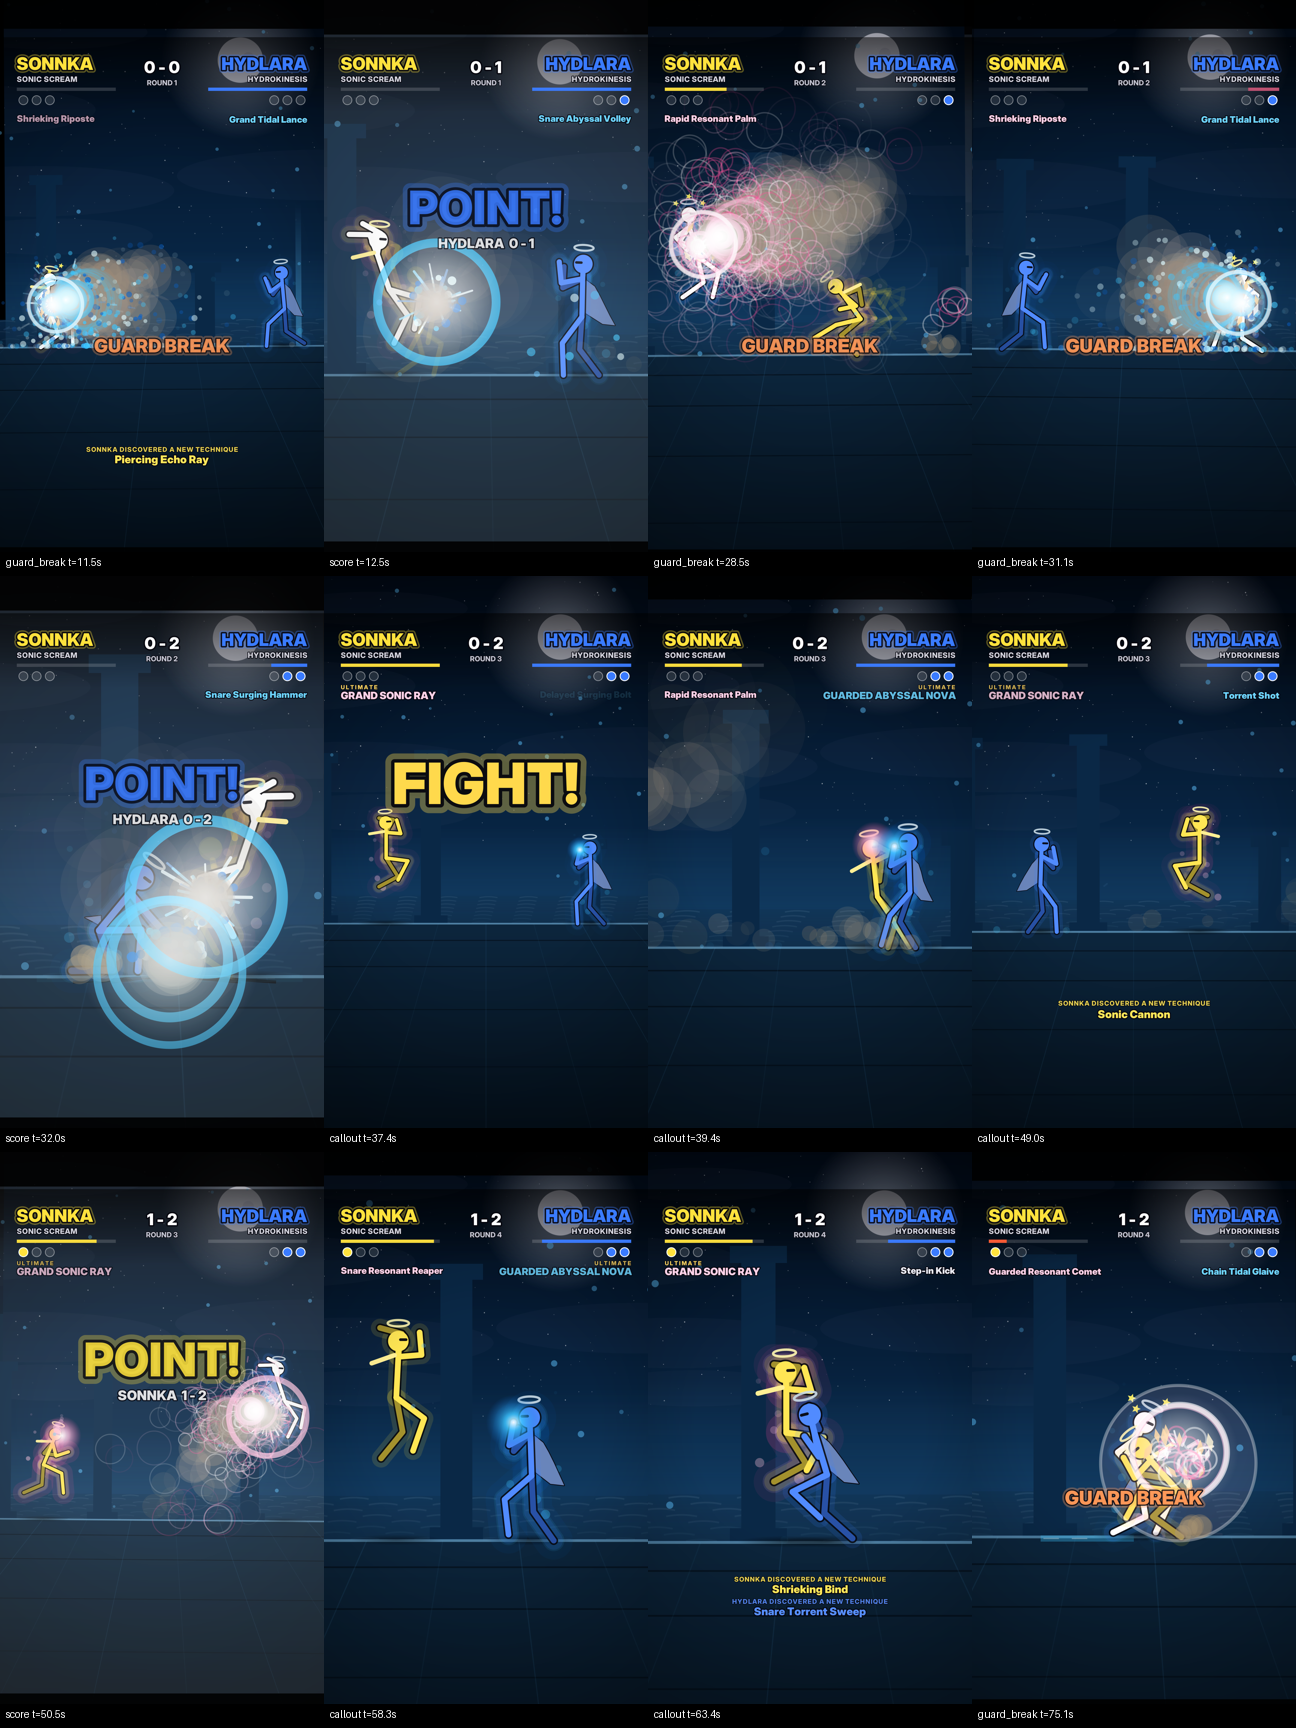 SONNKA
SONIC SCREAM
0-0
ROUND 1
HYDLARA
HYDROKINESIS
Shrieking Riposte
Grand Tidal Lance
GUARD BREAK
SONNKA DISCOVERED A NEW TECHNIQUE
Piercing Echo Ray
guard_break t=11.5s
SONNKA
SONIC SCREAM
0-1
ROUND 1
HYDLARA
HYDROKINESIS
Snare Abyssal Volley
POINT!
HYDLARA 0-1
score t=12.5s
SONNKA
SONIC SCREAM
0-1
ROUND 2
HYDLARA
HYDROKINESIS
Rapid Resonant Palm
GUARD BREAK
guard_break t=28.5s
SONNKA
SONIC SCREAM
0-1
ROUND 2
HYDLARA
HYDROKINESIS
Shrieking Riposte
Grand Tidal Lance
GUARD BREAK
guard_break t=31.1s
SONNKA
SONIC SCREAM
0-2
ROUND 2
HYDLARA
HYDROKINESIS
Snare Surging Hammer
POINT!
HYDLARA 0-2
score t=32.0s
SONNKA
SONIC SCREAM
0-2
ROUND 3
HYDLARA
HYDROKINESIS
ULTIMATE
GRAND SONIC RAY
Delayed Surging Bolt
FIGHT!
callout t=37.4s
SONNKA
SONIC SCREAM
0-2
ROUND 3
HYDLARA
HYDROKINESIS
Rapid Resonant Palm
ULTIMATE
GUARDED ABYSSAL NOVA
callout t=39.4s
SONNKA
SONIC SCREAM
0-2
ROUND 3
HYDLARA
HYDROKINESIS
ULTIMATE
GRAND SONIC RAY
Torrent Shot
SONNKA DISCOVERED A NEW TECHNIQUE
Sonic Cannon
callout t=49.0s
SONNKA
SONIC SCREAM
1-2
ROUND 3
HYDLARA
HYDROKINESIS
ULTIMATE
GRAND SONIC RAY
POINT!
SONNKA 1-2
score t=50.5s
SONNKA
SONIC SCREAM
1-2
ROUND 4
HYDLARA
HYDROKINESIS
Snare Resonant Reaper
ULTIMATE
GUARDED ABYSSAL NOVA
callout t=58.3s
SONNKA
SONIC SCREAM
1-2
ROUND 4
HYDLARA
HYDROKINESIS
ULTIMATE
GRAND SONIC RAY
Step-in Kick
SONNKA DISCOVERED A NEW TECHNIQUE
Shrieking Bind
HYDLARA DISCOVERED A NEW TECHNIQUE
Snare Torrent Sweep
callout t=63.4s
SONNKA
SONIC SCREAM
1-2
ROUND 4
HYDLARA
HYDROKINESIS
Guarded Resonant Comet
Chain Tidal Glaive
GUARD BREAK
guard_break t=75.1s